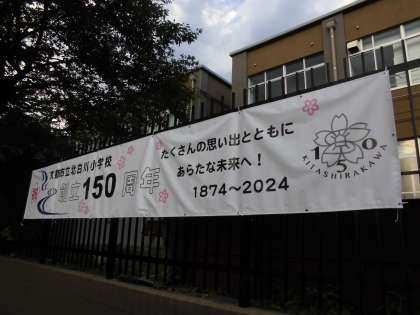 京都市立北白川小学校
創立150周年
たくさんの思い出とともに
あらたな未来へ！
1874～2024
150
KITASHIRAKAWA